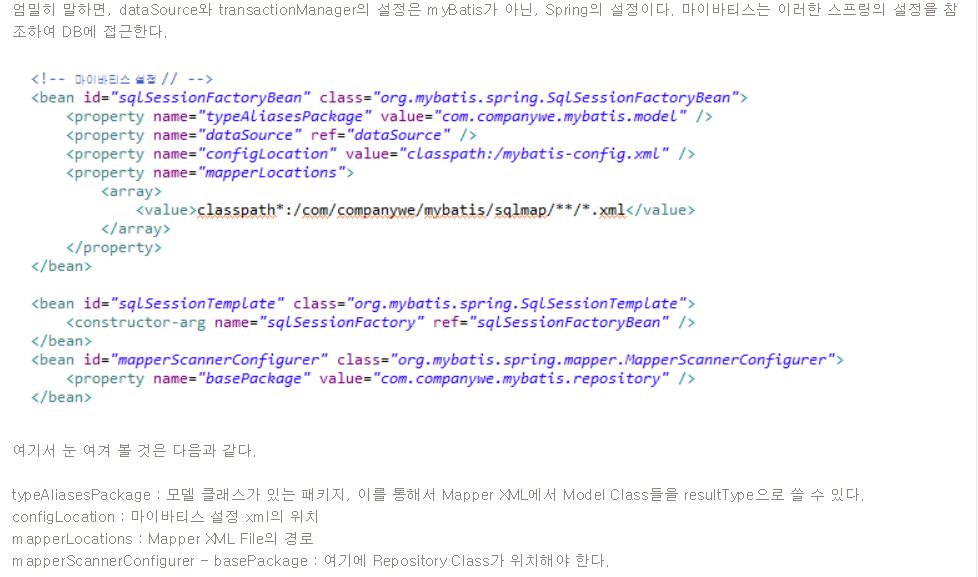 엄밀히 말하면, dataSource와 transactionManager의 설정은 myBatis가 아닌, Spring의 설정이다. 마이바티스는 이러한 스프링의 설정을 참
조하여 DB에 접근한다.
<!-- 마이바티스 설정 // -->
<bean id="sqlSessionFactoryBean" class="org.mybatis.spring.SqlSessionFactoryBean">
<property name="typeAliasesPackage" value="com.companywe.mybatis.model" />
<property name="dataSource" ref="dataSource" />
<property name="configLocation" value="classpath:/mybatis-config.xml" />
<property name="mapperLocations">
<array>
<value>classpath*:/com/companywe/mybatis/sqlmap/**/*.xml</value>
</array>
</property>
</bean>
<bean id="sqlSessionTemplate" class="org.mybatis.spring.SqlSessionTemplate">
<constructor-arg name="sqlSessionFactory" ref="sqlSessionFactoryBean" />
</bean>
<bean id="mapperScannerConfigurer" class="org.mybatis.spring.mapper.MapperScannerConfigurer">
<property name="basePackage" value="com.companywe.mybatis.repository" />
</bean>
여기서 눈 여겨 볼 것은 다음과 같다.
typeAliasesPackage : 모델 클래스가 있는 패키지, 이를 통해서 Mapper XML에서 Model Class들을 resultType으로 쓸 수 있다.
configLocation : 마이바티스 설정 xml의 위치
mapperLocations : Mapper XML File의 경로
mapperScannerConfigurer - basePackage : 여기에 Repository Class가 위치해야 한다.